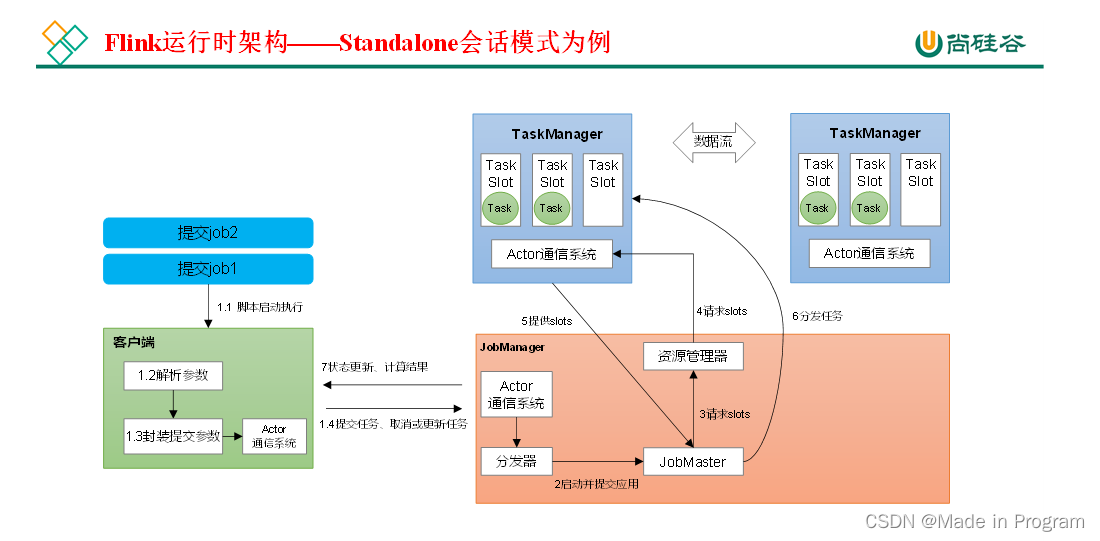 Flink运行时架构——Standalone会话模式为例
尚硅谷
TaskManager
Task
Slot
Task
Task
Slot
Task
Task
Slot
Actor通信系统
数据流
TaskManager
Task
Slot
Task
Task
Slot
Task
Task
Slot
Actor通信系统
提交job2
提交job1
1.1 脚本启动执行
客户端
1.2解析参数
1.3封装提交参数
Actor
通信系统
7状态更新、计算结果
1.4提交任务、取消或更新任务
5提供slots
4请求slots
6分发任务
JobManager
Actor
通信系统
资源管理器
3请求slots
分发器
2启动并提交应用
JobMaster
CSDN @Made in Program